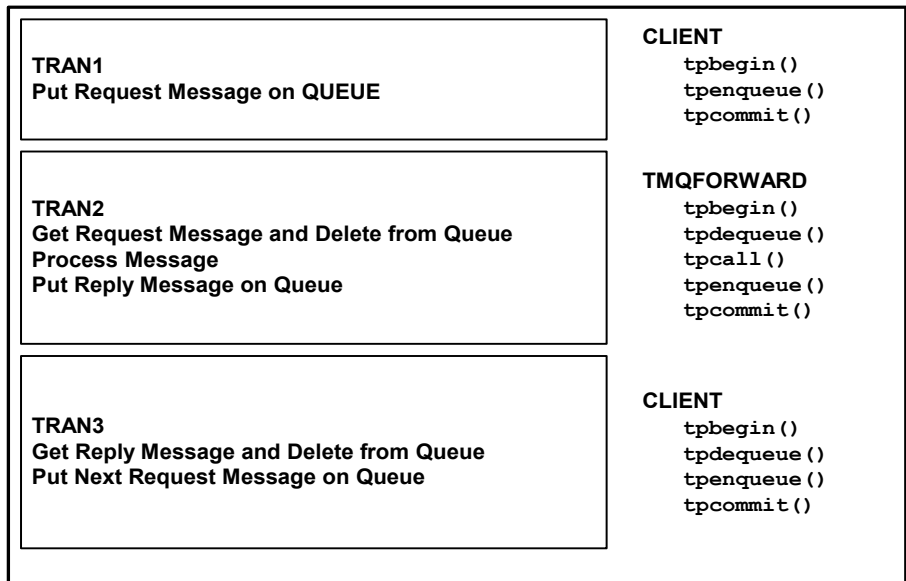 TRAN1
Put Request Message on QUEUE
CLIENT
tpbegin()
tpenqueue()
tpcommit()
TRAN2
Get Request Message and Delete from Queue
Process Message
Put Reply Message on Queue
TMQFORWARD
tpbegin()
tpdequeue()
tpcall()
tpenqueue()
tpcommit()
TRAN3
Get Reply Message and Delete from Queue
Put Next Request Message on Queue
CLIENT
tpbegin()
tpdequeue()
tpenqueue()
tpcommit()